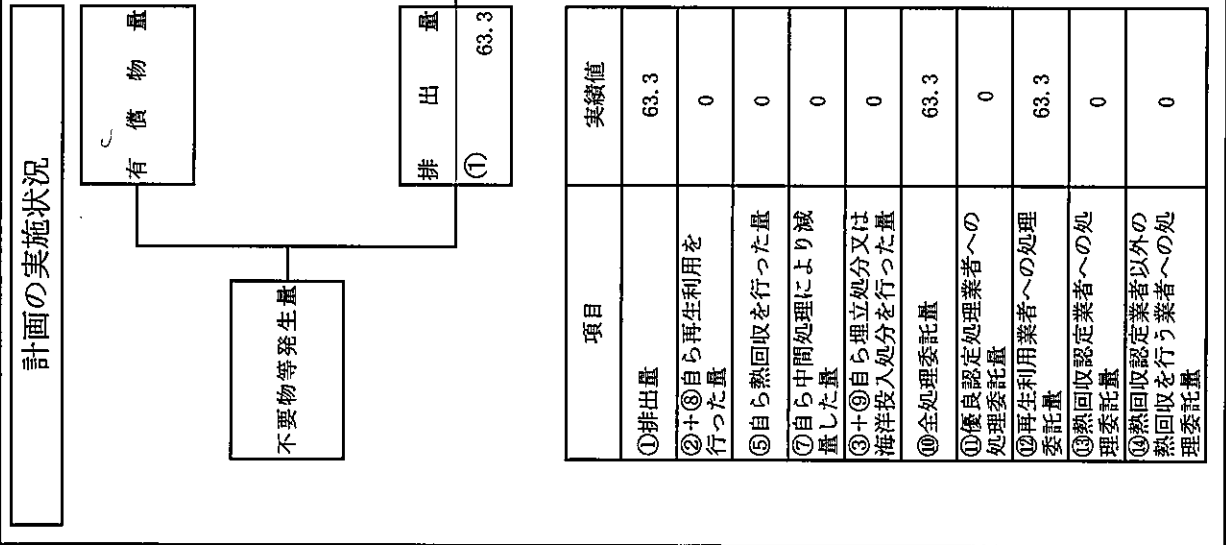 計画の実施状況
有償物量
不要物等発生量
排出量
① 63.3
項目 実績値
①排出量 63.3
②+⑧自ら再生利用を
行った量 0
⑤自ら熱回収を行った量 0
⑦自ら中間処理により減
量した量 0
③+⑨自ら埋立処分又は
海洋投入処分を行った量 0
⑩全処理委託量 63.3
⑪優良認定処理業者への
処理委託量 0
⑫再生利用業者への処理
委託量 63.3
⑬熱回収認定業者への処
理委託量 0
⑭熱回収認定業者以外の
熱回収を行う業者への処
理委託量 0